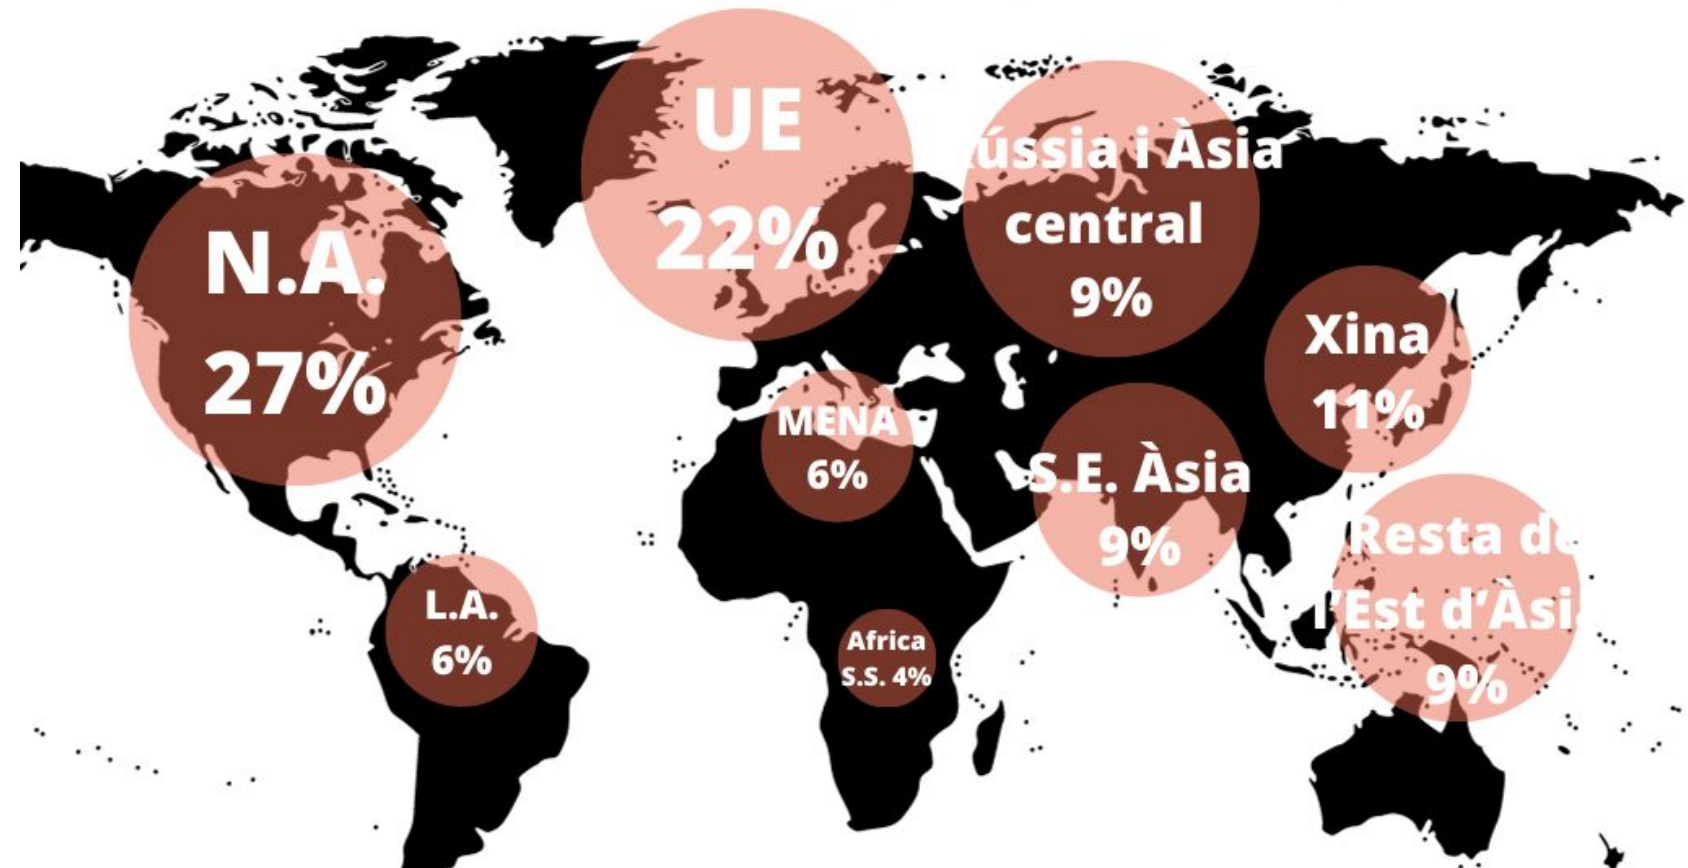 UE
22%
ússia i Àsia
central
9%
N.A.
27%
Xina
11%
MENA
6%
S.E. Àsia
9%
Resta de
l'Est d'Àsi
9%
L.A.
6%
Africa
S.S. 4%